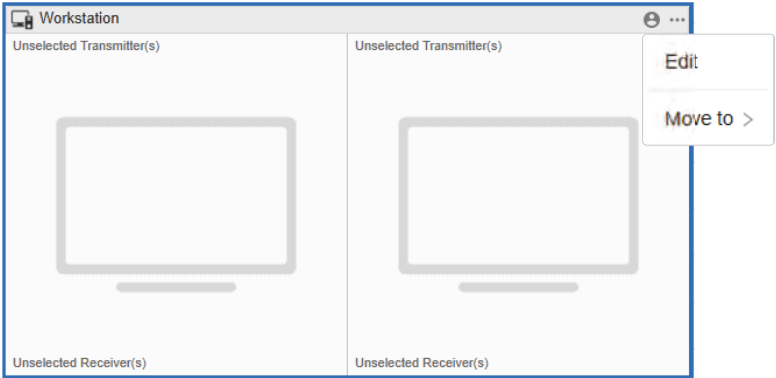 Workstation
Unselected Transmitter(s)
Unselected Transmitter(s)
Edit
Move to >
Unselected Receiver(s)
Unselected Receiver(s)